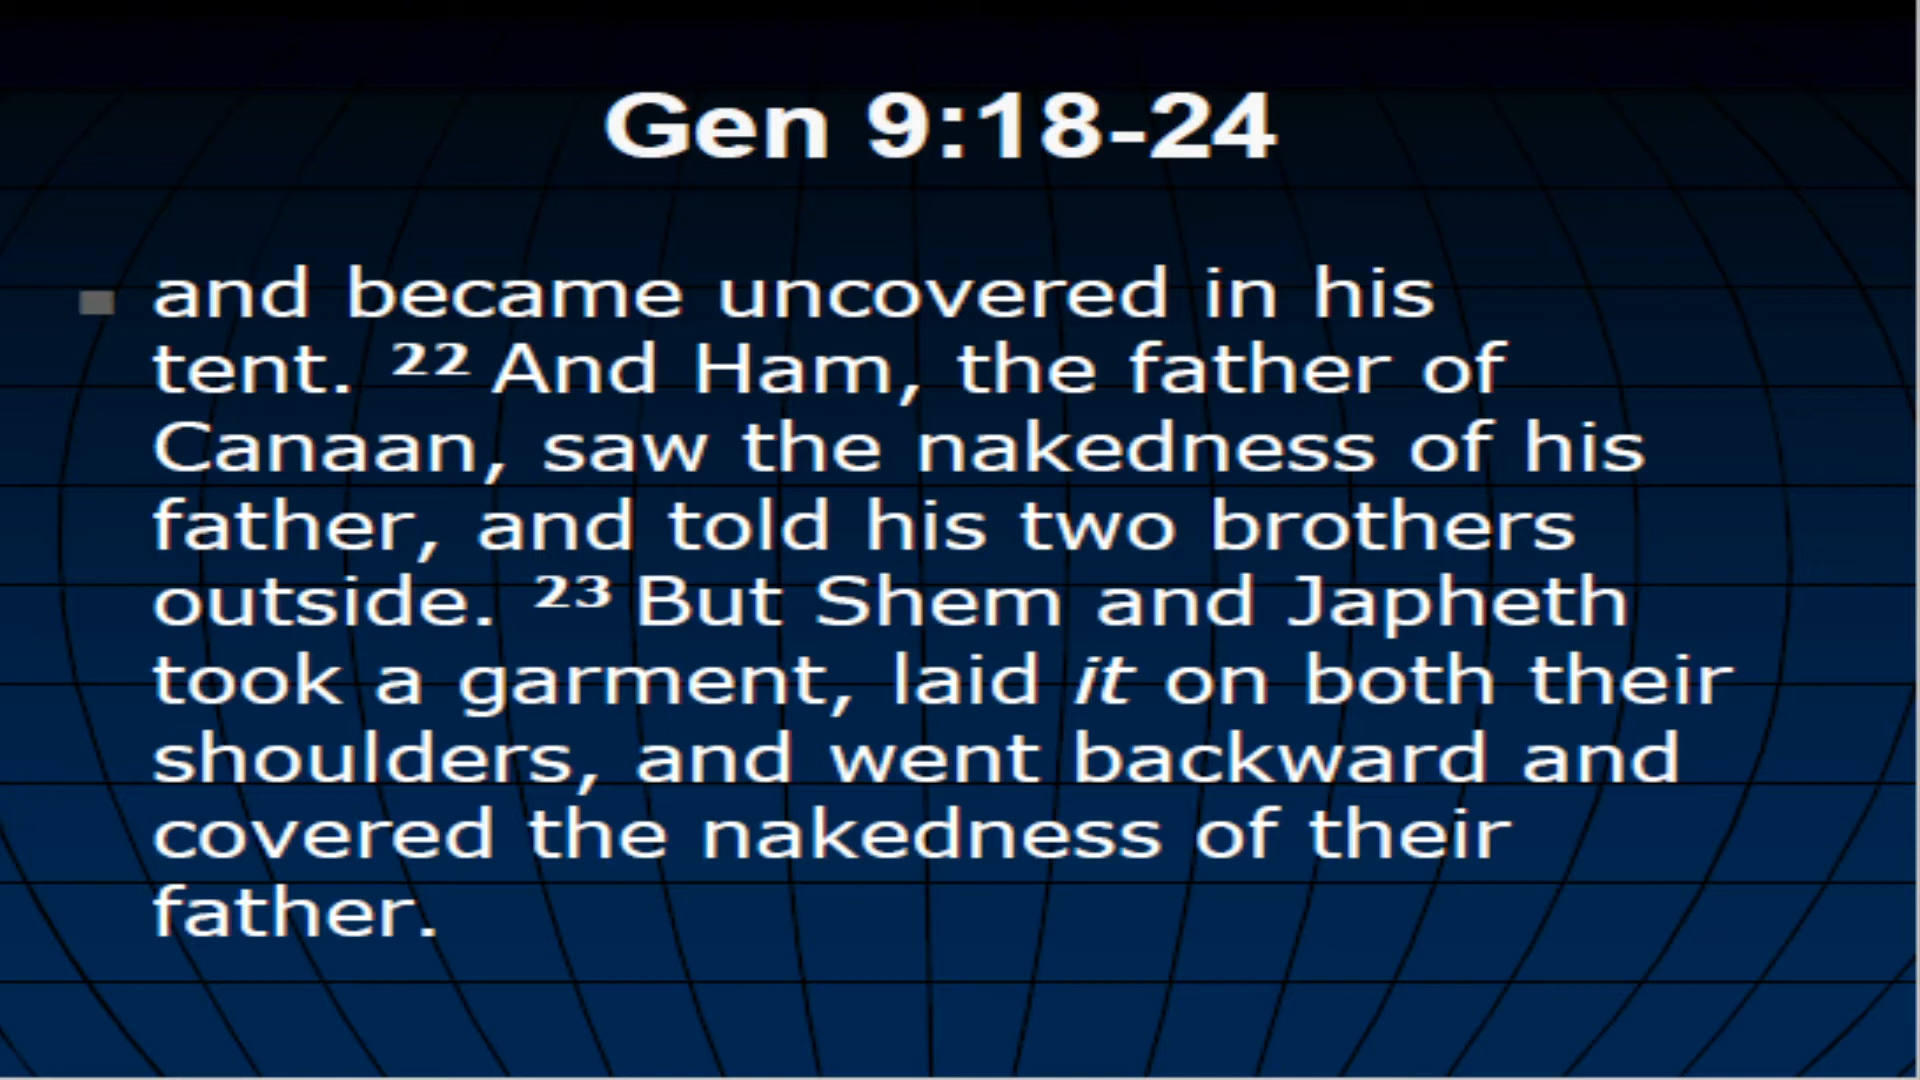 Gen 9:18-24
and became uncovered in his
tent. 22 And Ham, the father of
Canaan, saw the nakedness of his
father, and told his two brothers
outside. 23 But Shem and Japheth
took a garment, laid it on both their
shoulders, and went backward and
covered the nakedness of their
father.